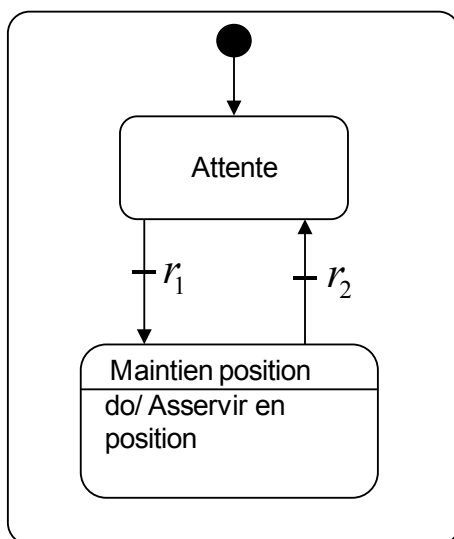 Attente
r₁
r₂
Maintien position
do/ Asservir en
position